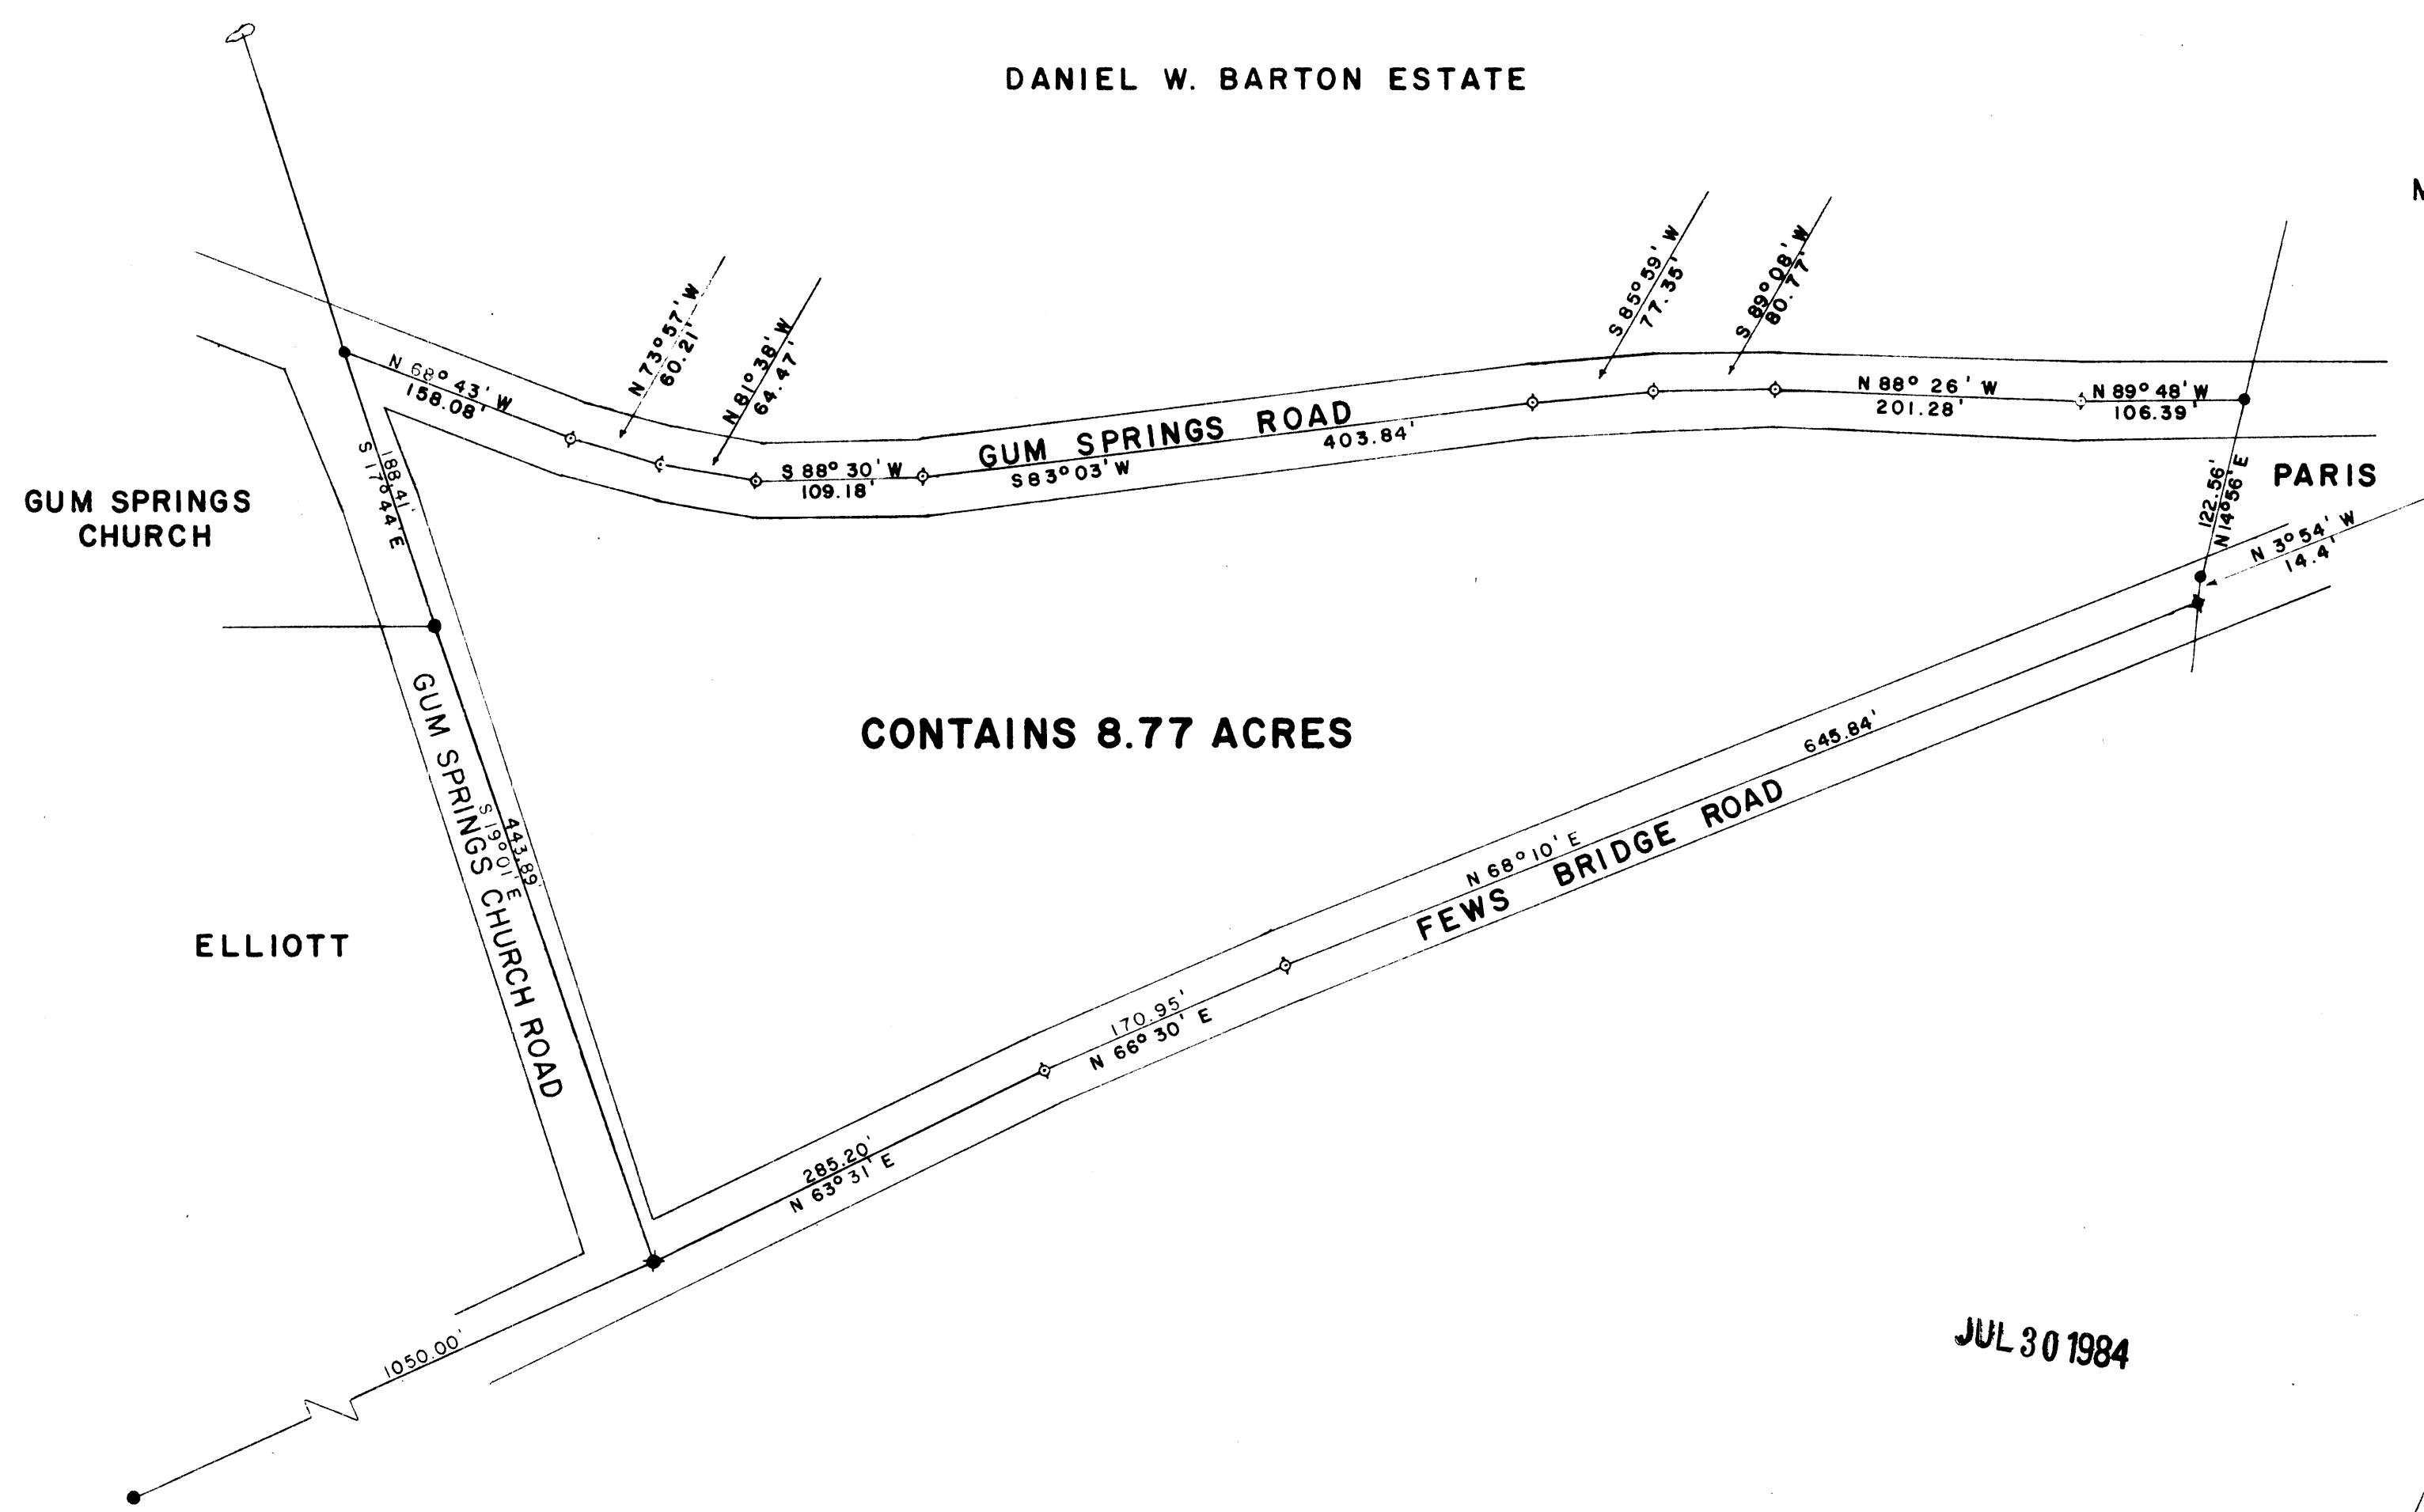 DANIEL W. BARTON ESTATE
N 68° 43' W
158.08'
N 73° 57' W
60.21'
N 81° 38' W
64.47'
S 88° 30' W
109.18'
GUM SPRINGS ROAD
S 83° 03' W
403.84'
S 85° 59' W
77.35'
S 89° 08' W
80.77'
N 88° 26' W
201.28'
N 89° 48' W
106.39'
PARIS
122.56'
N 14° 56' E
N 3° 54' W
14.4'
GUM SPRINGS
CHURCH
188.41'
S 17° 44' E
CONTAINS 8.77 ACRES
GUM SPRINGS CHURCH ROAD
443.89'
S 19° 01' E
ELLIOTT
645.84'
N 68° 10' E
FEWS BRIDGE ROAD
170.95'
N 66° 30' E
285.20'
N 63° 31' E
1050.00'
JUL 30 1984